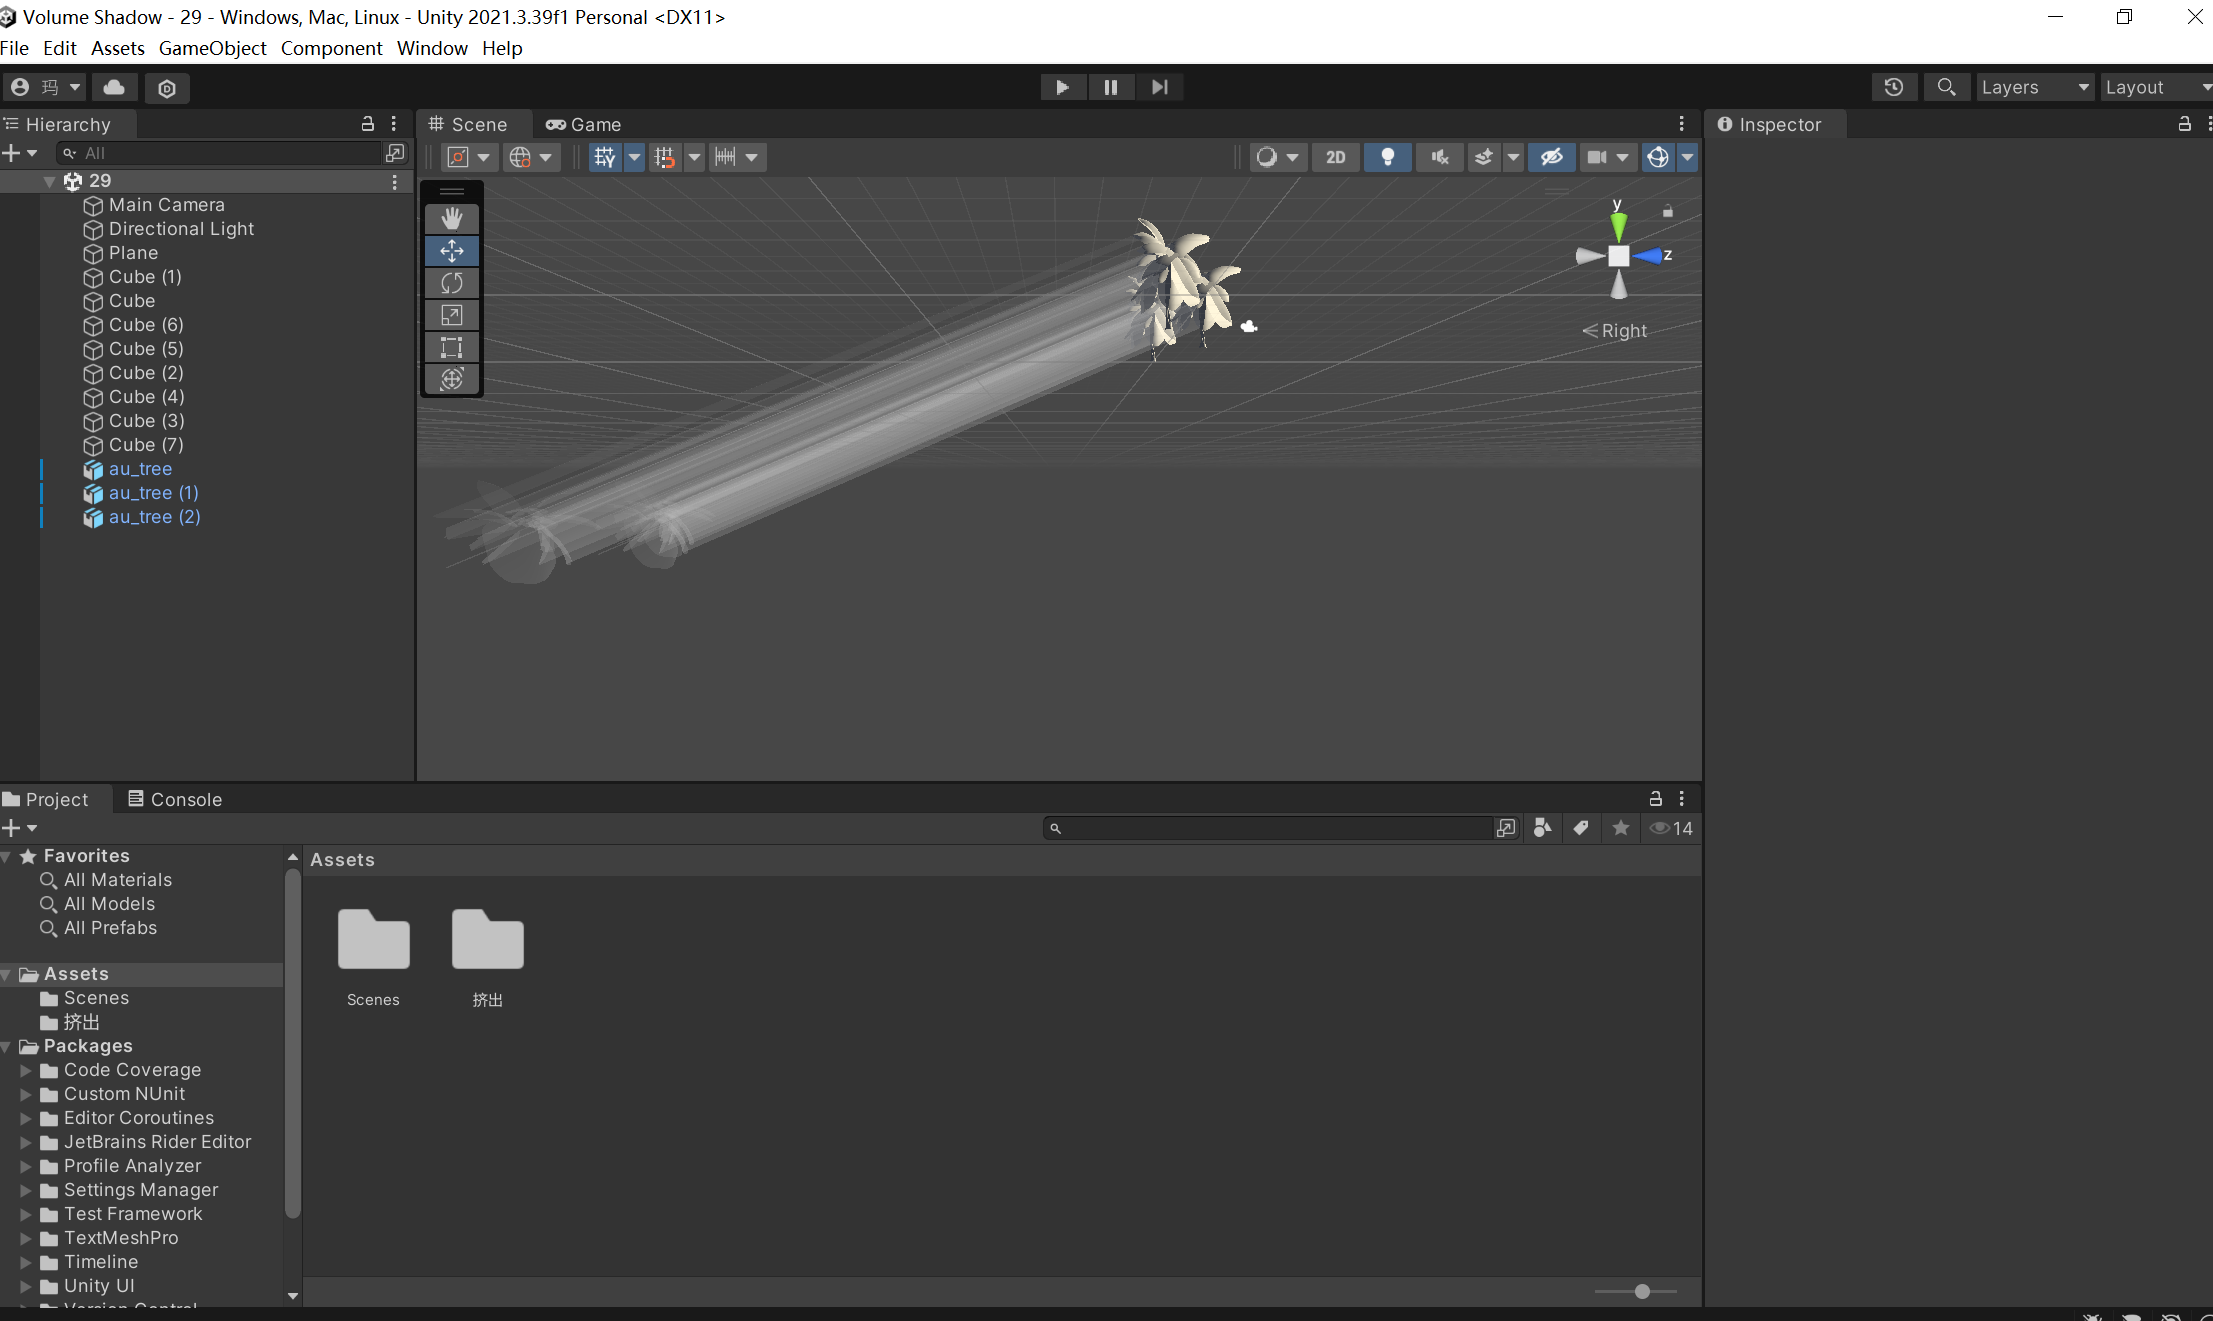 Volume Shadow - 29 - Windows, Mac, Linux - Unity 2021.3.39f1 Personal <DX11>
File Edit Assets GameObject Component Window Help
玛
Layers
Layout
Hierarchy
Scene
Game
Inspector
All
2D
29
Main Camera
Directional Light
Plane
Cube (1)
Cube
Cube (6)
Cube (5)
Cube (2)
Cube (4)
Cube (3)
Cube (7)
au_tree
au_tree (1)
au_tree (2)
y
z
Right
Project
Console
14
Favorites
All Materials
All Models
All Prefabs
Assets
Scenes
挤出
Packages
Code Coverage
Custom NUnit
Editor Coroutines
JetBrains Rider Editor
Profile Analyzer
Settings Manager
Test Framework
TextMeshPro
Timeline
Unity UI
Version Control
Assets
Scenes
挤出